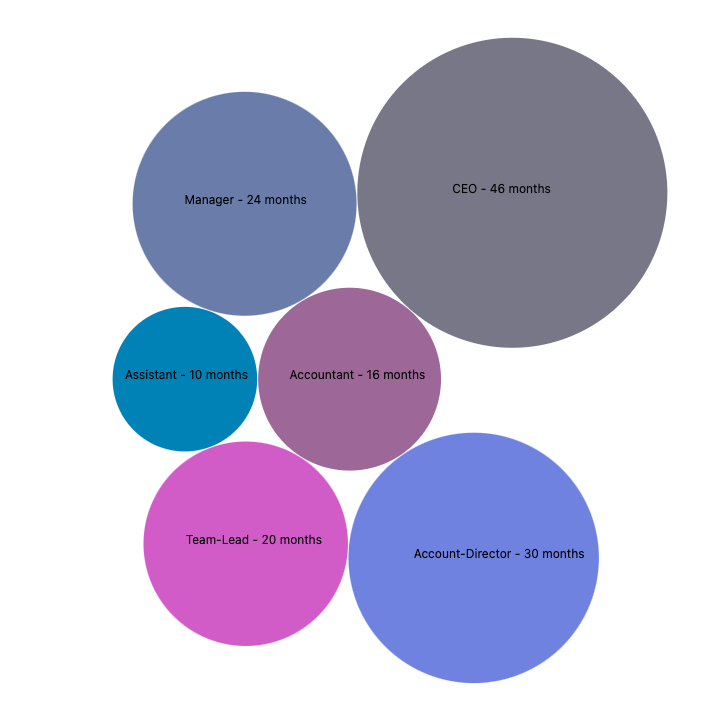 CEO - 46 months
Manager - 24 months
Assistant - 10 months
Accountant - 16 months
Team-Lead - 20 months
Account-Director - 30 months